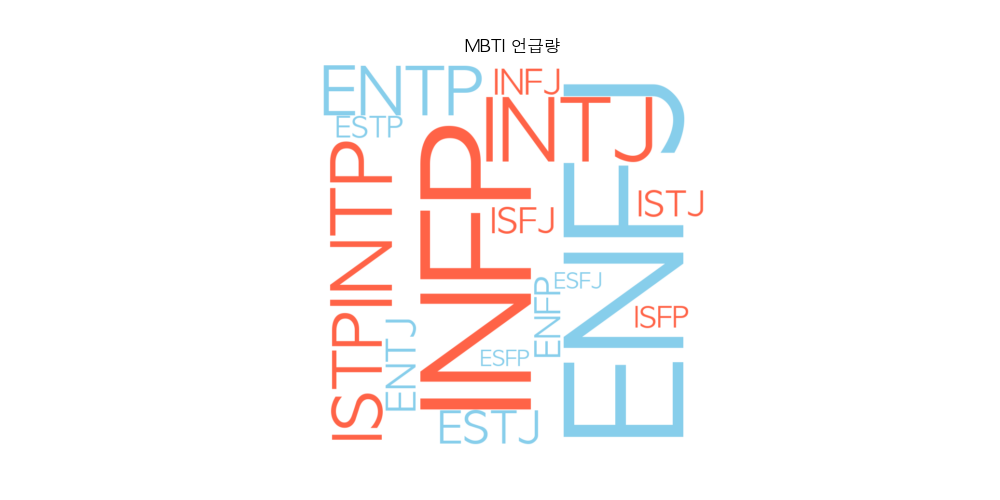 MBTI 언급량
ENTP
INFJ
ENFJ
INTJ
ESTP
INFP
INTP
ISTJ
ISFJ
ESFJ
ENFP
ISFP
ISTP
ENTJ
ESFP
ESTJ